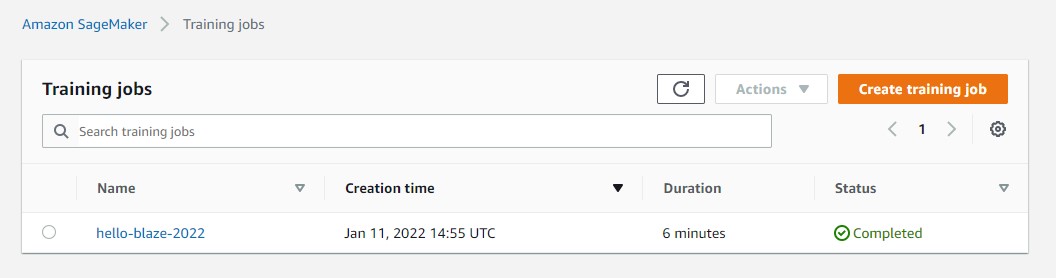 Amazon SageMaker > Training jobs
Training jobs
Actions
Create training job
Search training jobs
1
Name Creation time Duration Status
hello-blaze-2022 Jan 11, 2022 14:55 UTC 6 minutes Completed